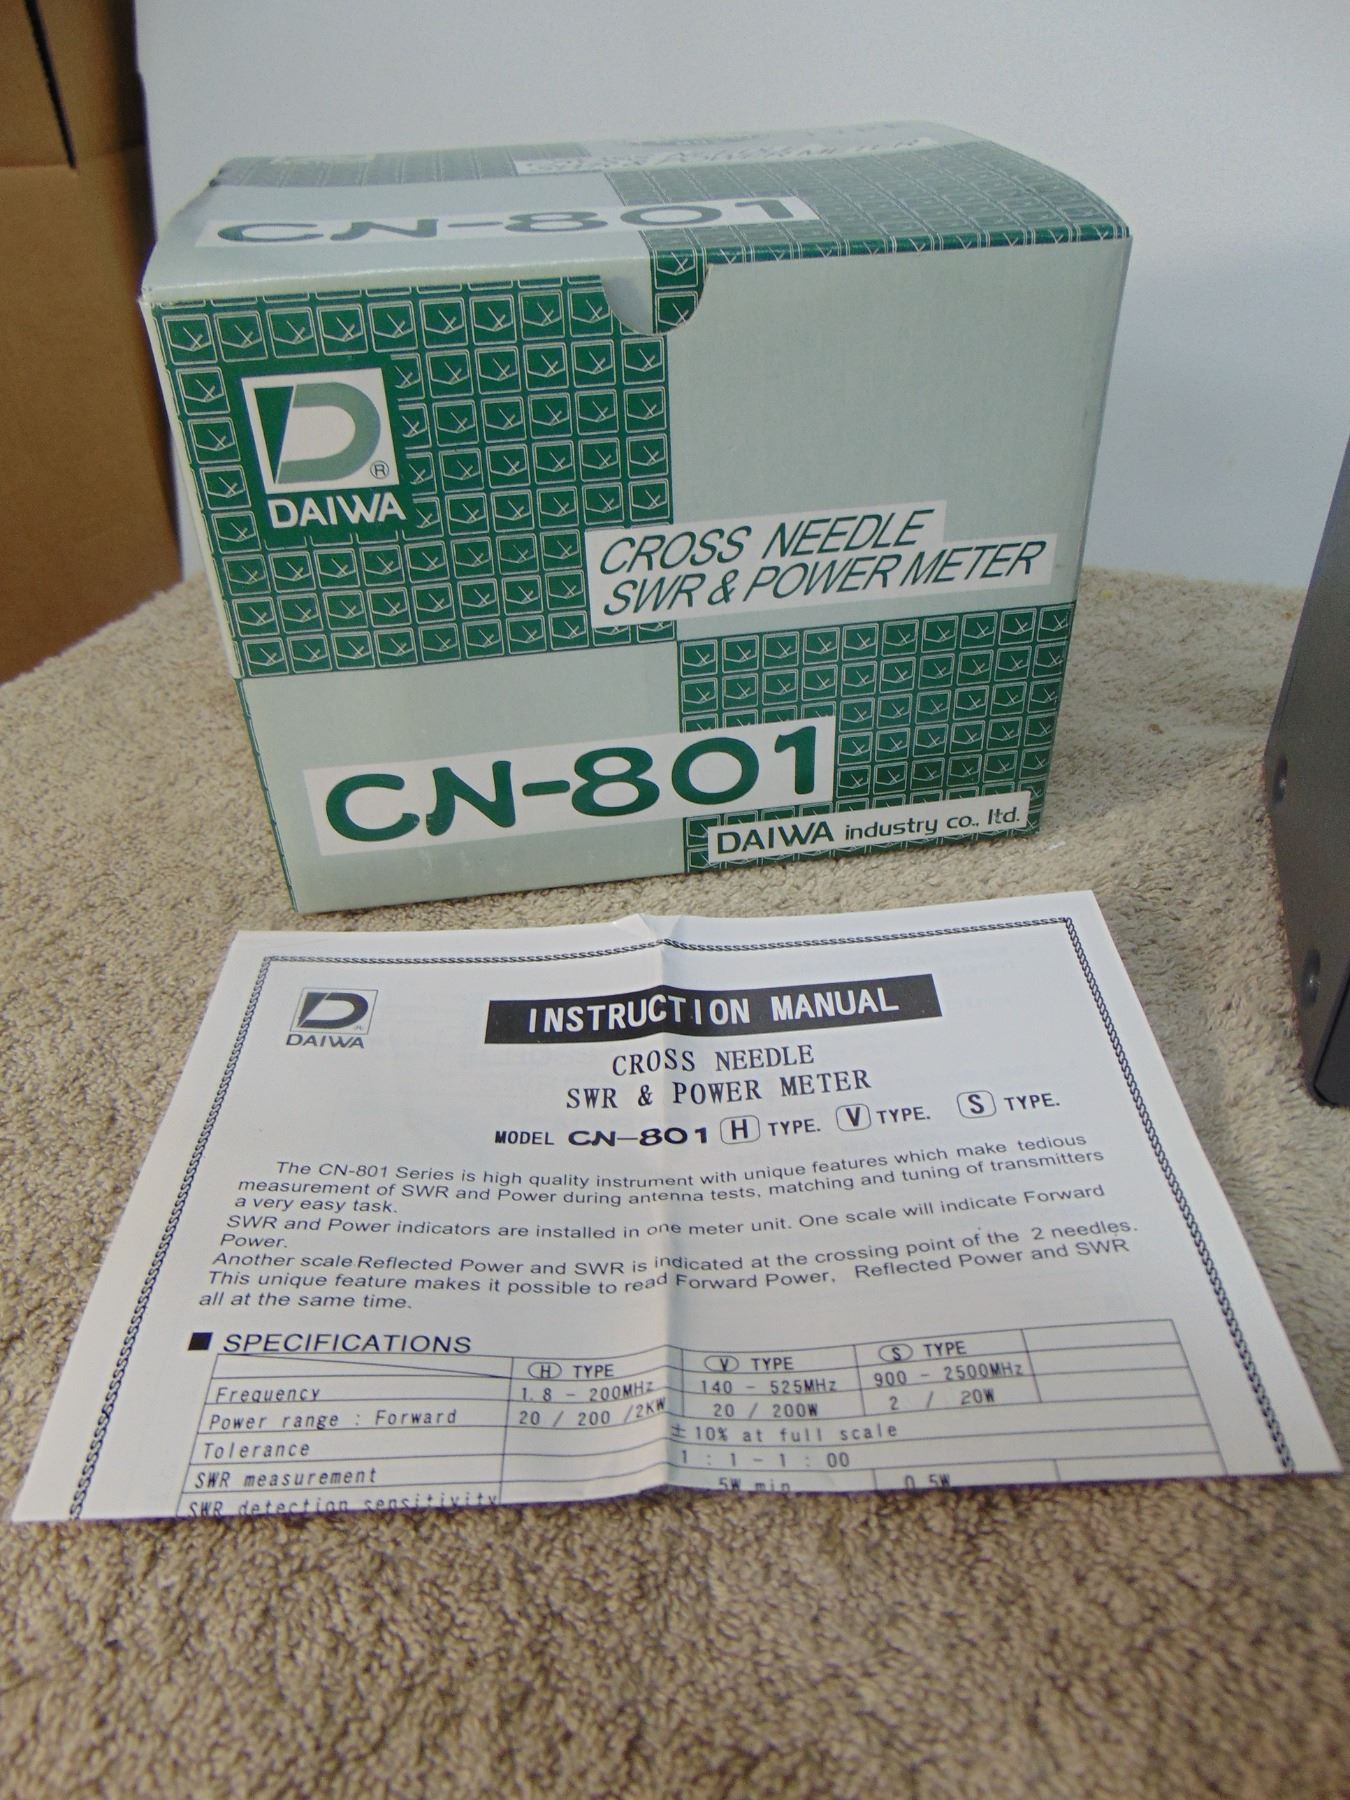 CN-801
D
®
DAIWA
CROSS NEEDLE
SWR & POWER METER
CN-801
DAIWA industry co., ltd.
D
DAIWA
INSTRUCTION MANUAL
CROSS NEEDLE
SWR & POWER METER
MODEL CN-801 H TYPE. V TYPE. S TYPE.
The CN-801 Series is high quality instrument with unique features which make tedious
measurement of SWR and Power during antenna tests, matching and tuning of transmitters
a very easy task.
SWR and Power indicators are installed in one meter unit. One scale will indicate Forward
Power.
Another scale Reflected Power and SWR is indicated at the crossing point of the 2 needles.
This unique feature makes it possible to read Forward Power, Reflected Power and SWR
all at the same time.
■ SPECIFICATIONS
H TYPE V TYPE S TYPE
Frequency 1.8 - 200MHz 140 - 525MHz 900 - 2500MHz
Power range : Forward 20 / 200 /2KW 20 / 200W 2 / 20W
Tolerance ±10% at full scale
SWR measurement 1 : 1 - 1 : 00
SWR detection sensitivity 5W min 0.5W